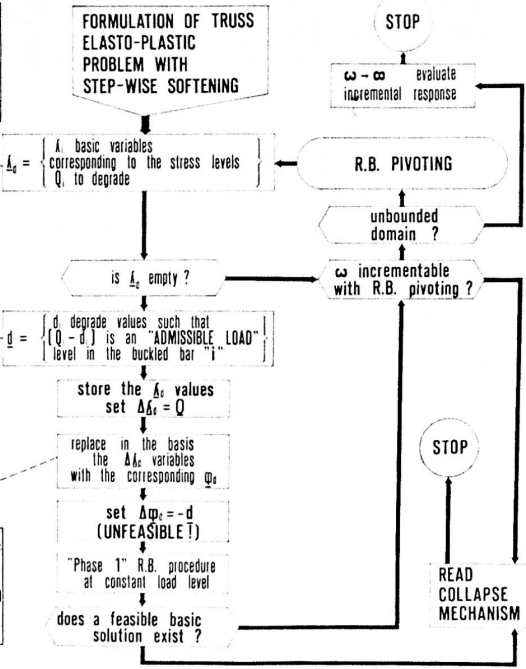 FORMULATION OF TRUSS
ELASTO-PLASTIC
PROBLEM WITH
STEP-WISE SOFTENING
STOP
ω → ∞ evaluate
incremental response
basic variables
corresponding to the stress levels
Qᵢ to degrade
R.B. PIVOTING
unbounded
domain ?
is empty ?
ω incrementable
with R.B. pivoting ?
d = dᵢ degrade values such that
(Qᵢ - dᵢ) is an "ADMISSIBLE LOAD"
level in the buckled bar "i"
store the values
set = 0
replace in the basis
the variables
with the corresponding φd
set Δφd = -d
(UNFEASIBLE!)
"Phase 1" R.B. procedure
at constant load level
does a feasible basic
solution exist ?
STOP
READ
COLLAPSE
MECHANISM